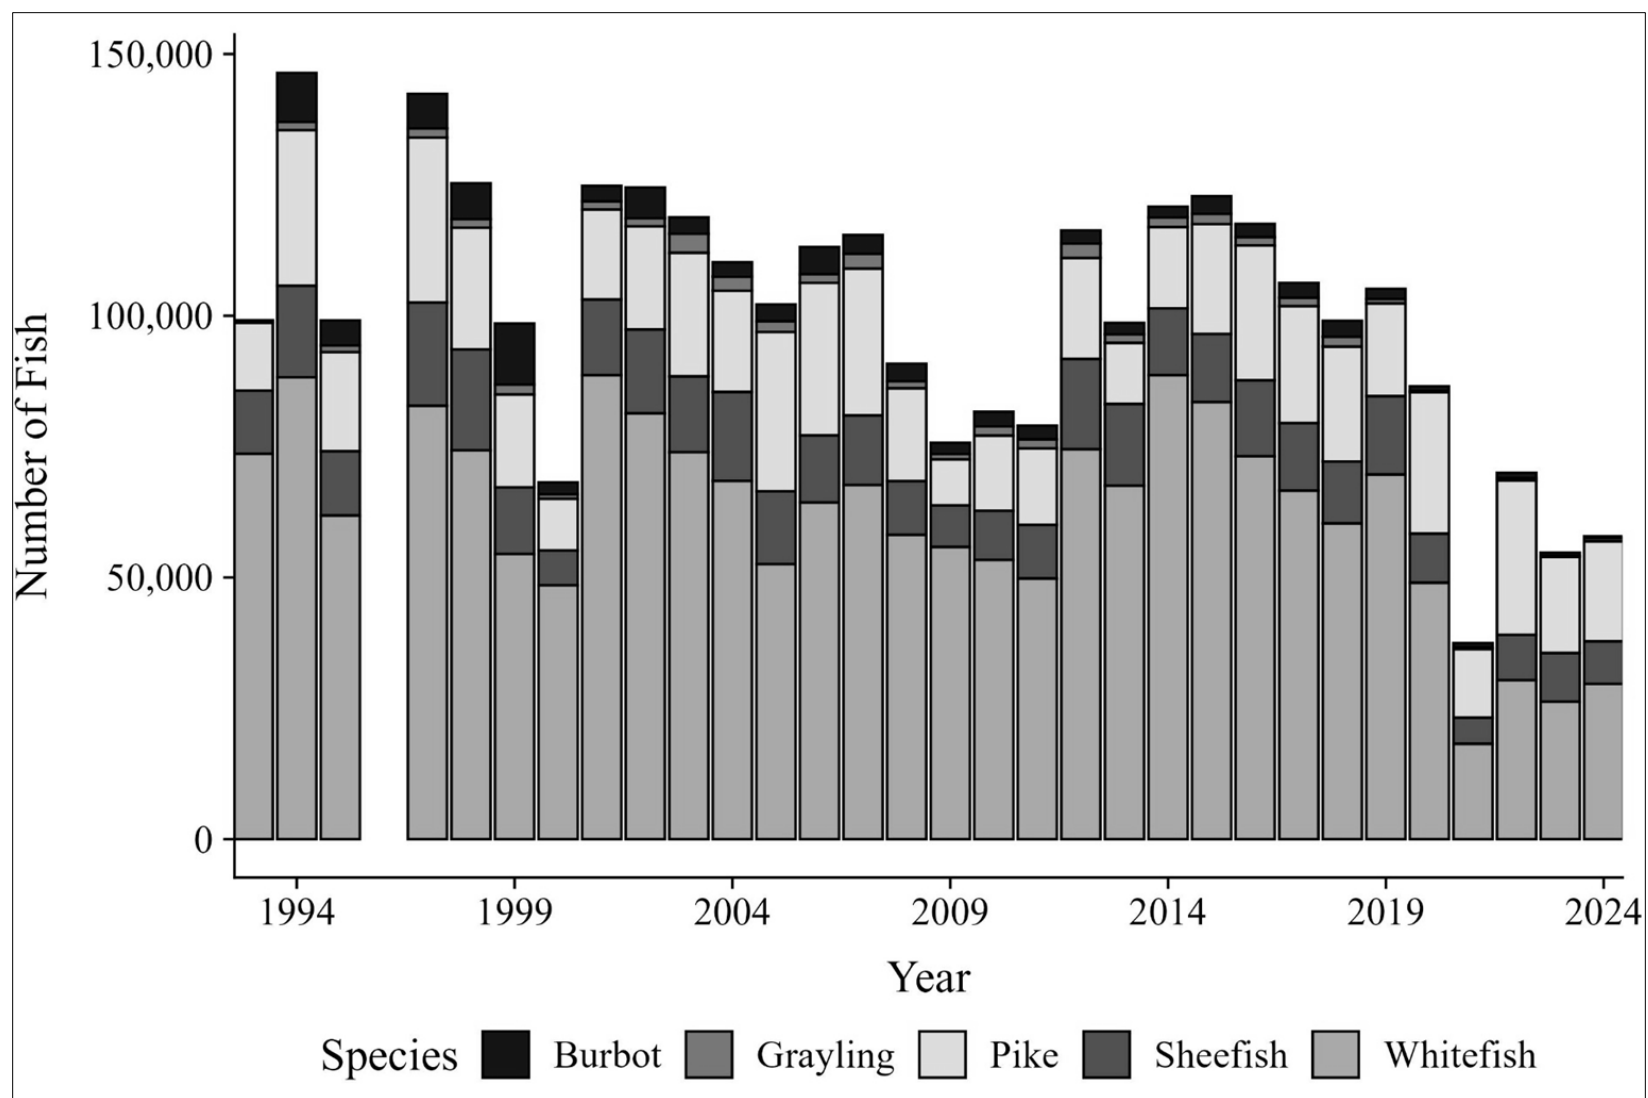 Number of Fish
150,000
100,000
50,000
0
1994 1999 2004 2009 2014 2019 2024
Year
Species Burbot Grayling Pike Sheefish Whitefish